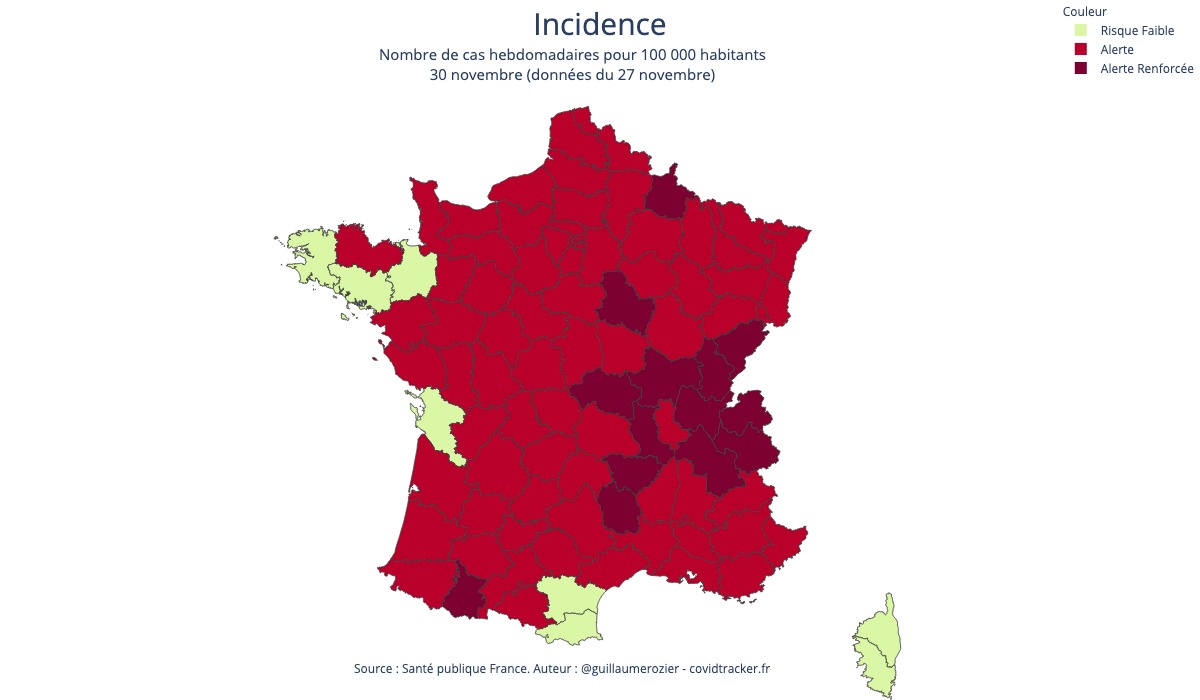 Incidence
Nombre de cas hebdomadaires pour 100 000 habitants
30 novembre (données du 27 novembre)
Couleur
Risque Faible
Alerte
Alerte Renforcée
Source : Santé publique France. Auteur : @guillaumerozier - covidtracker.fr